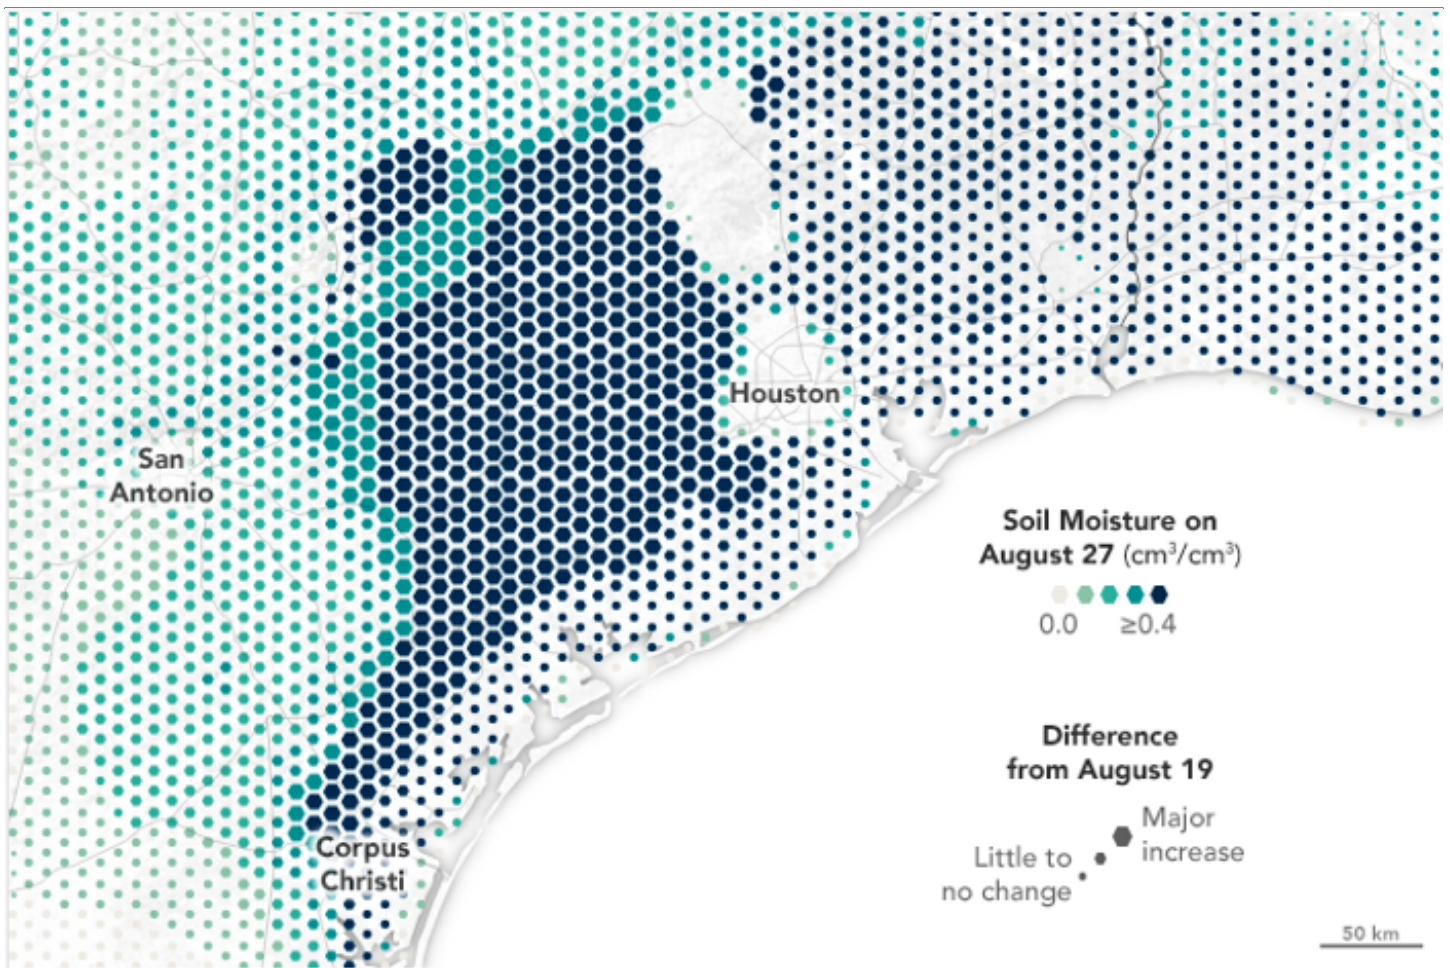 Houston
San
Antonio
Corpus
Christi
Soil Moisture on
August 27 (cm³/cm³)
0.0 ≥0.4
Difference
from August 19
Major
increase
Little to
no change
50 km